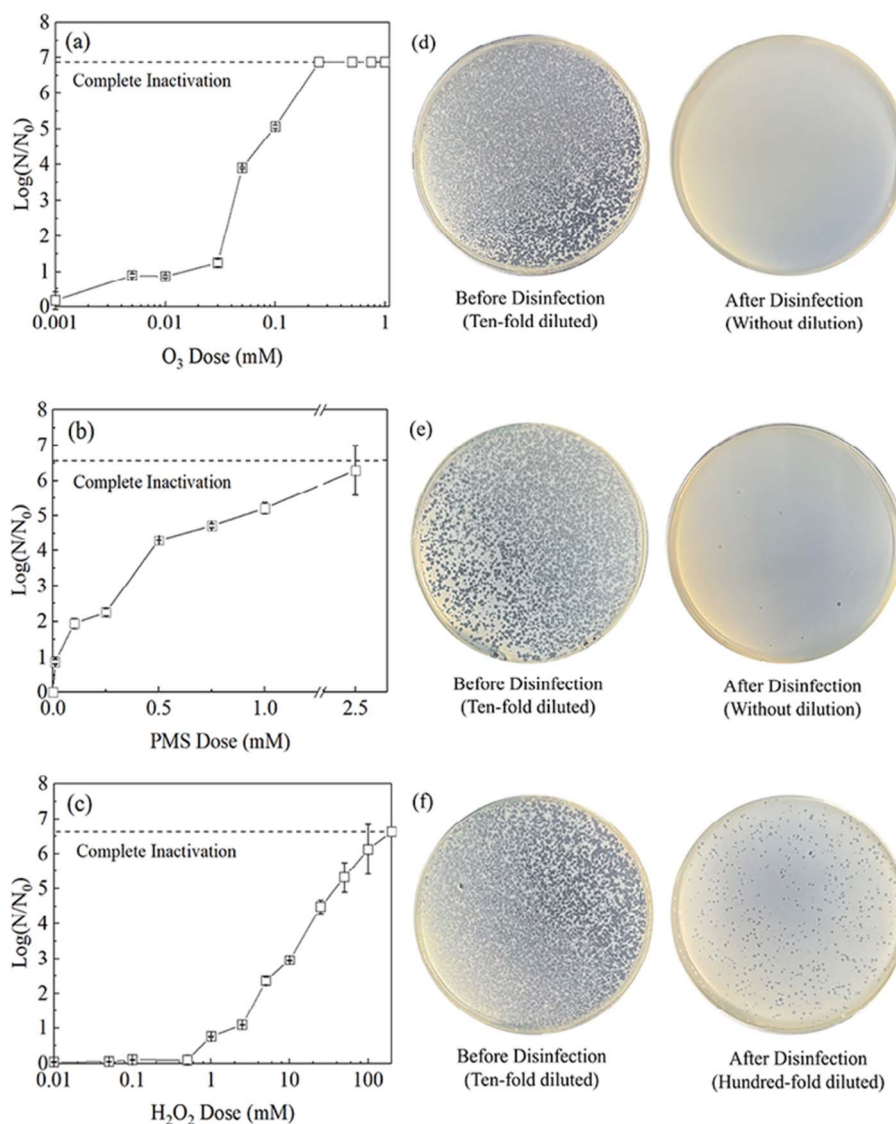 (a)
8
7
6
5
4
3
2
1
0
Log(N/N₀)
Complete Inactivation
0.001
0.01
0.1
1
O₃ Dose (mM)
(d)
Before Disinfection
(Ten-fold diluted)
After Disinfection
(Without dilution)
(b)
8
7
6
5
4
3
2
1
0
Log(N/N₀)
Complete Inactivation
0.0
0.5
1.0
2.5
PMS Dose (mM)
(e)
Before Disinfection
(Ten-fold diluted)
After Disinfection
(Without dilution)
(c)
8
7
6
5
4
3
2
1
0
Log(N/N₀)
Complete Inactivation
0.01
0.1
1
10
100
H₂O₂ Dose (mM)
(f)
Before Disinfection
(Ten-fold diluted)
After Disinfection
(Hundred-fold diluted)